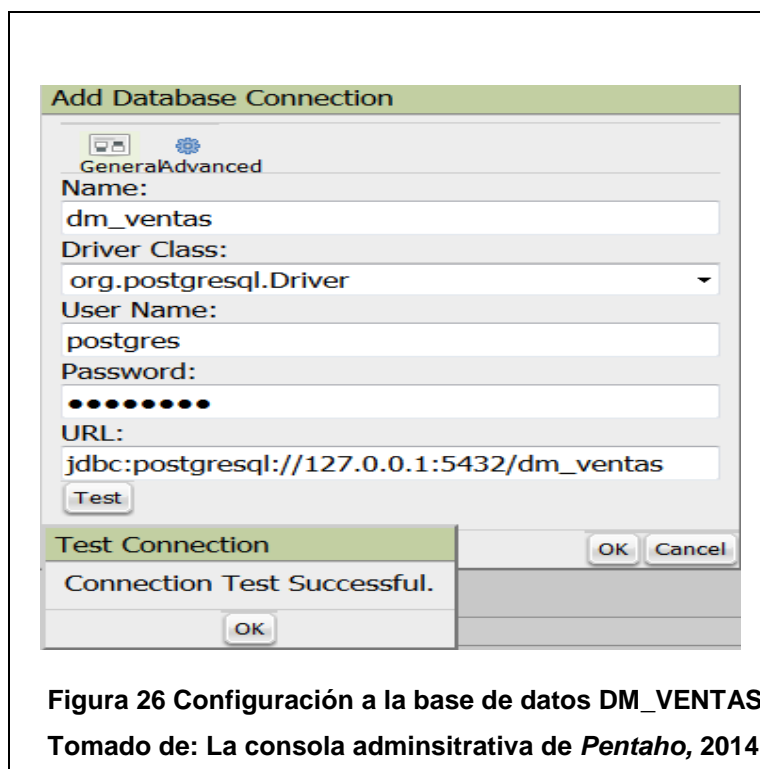 Add Database Connection
General Advanced
Name:
dm_ventas
Driver Class:
org.postgresql.Driver
User Name:
postgres
Password:
●●●●●●●●
URL:
jdbc:postgresql://127.0.0.1:5432/dm_ventas
Test
OK Cancel
Test Connection
Connection Test Successful.
OK
Figura 26 Configuración a la base de datos DM_VENTAS
Tomado de: La consola adminsitrativa de Pentaho, 2014